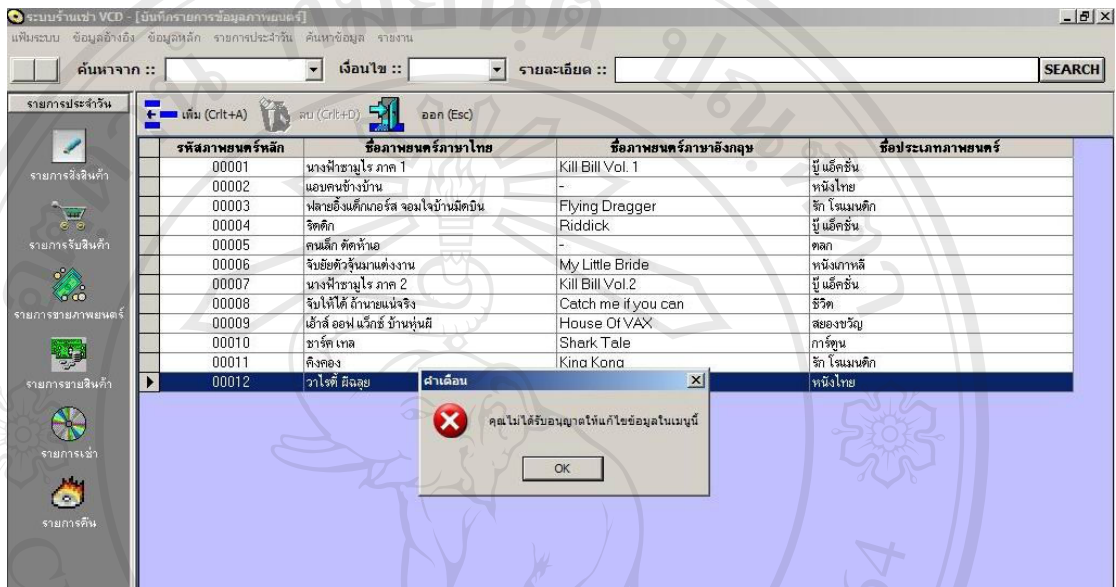 ระบบร้านเช่า VCD - [บันทึกรายการข้อมูลภาพยนตร์]
แฟ้มระบบ ข้อมูลอ้างอิง ข้อมูลหลัก รายการประจำวัน ค้นหาข้อมูล รายงาน
ค้นหาจาก :: เงื่อนไข :: รายละเอียด :: SEARCH
รายการประจำวัน
เพิ่ม (Crlt+A) ลบ (Crlt+D) ออก (Esc)
รหัสภาพยนตร์หลัก ชื่อภาพยนตร์ภาษาไทย ชื่อภาพยนตร์ภาษาอังกฤษ ชื่อประเภทภาพยนตร์
00001 นางฟ้าซามูไร ภาค 1 Kill Bill Vol. 1 บู๊ แอ็คชั่น
00002 แอบคนข้างบ้าน - หนังไทย
00003 ฟลายอิ้งแด็กเกอร์ส จอมใจบ้านมีดบิน Flying Dragger รัก โรแมนติก
00004 ริดดิก Riddick บู๊ แอ็คชั่น
00005 คนเล็ก ตัดห้าเอ - ตลก
00006 จับยัยตัวจุ้นมาแต่งงาน My Little Bride หนังเกาหลี
00007 นางฟ้าซามูไร ภาค 2 Kill Bill Vol.2 บู๊ แอ็คชั่น
00008 จับให้ได้ ถ้านายแน่จริง Catch me if you can ชีวิต
00009 เฮ้าส์ ออฟ แว็กซ์ บ้านหุ่นผี House Of VAX สยองขวัญ
00010 ชาร์ค เทล Shark Tale การ์ตูน
00011 คิงคอง King Kong รัก โรแมนติก
00012 วาไรตี้ ผีฉลุย หนังไทย
รายการสั่งสินค้า
รายการรับสินค้า
รายการขายภาพยนตร์
รายการขายสินค้า
รายการเช่า
รายการคืน
คำเตือน
คุณไม่ได้รับอนุญาตให้แก้ไขข้อมูลในเมนูนี้
OK